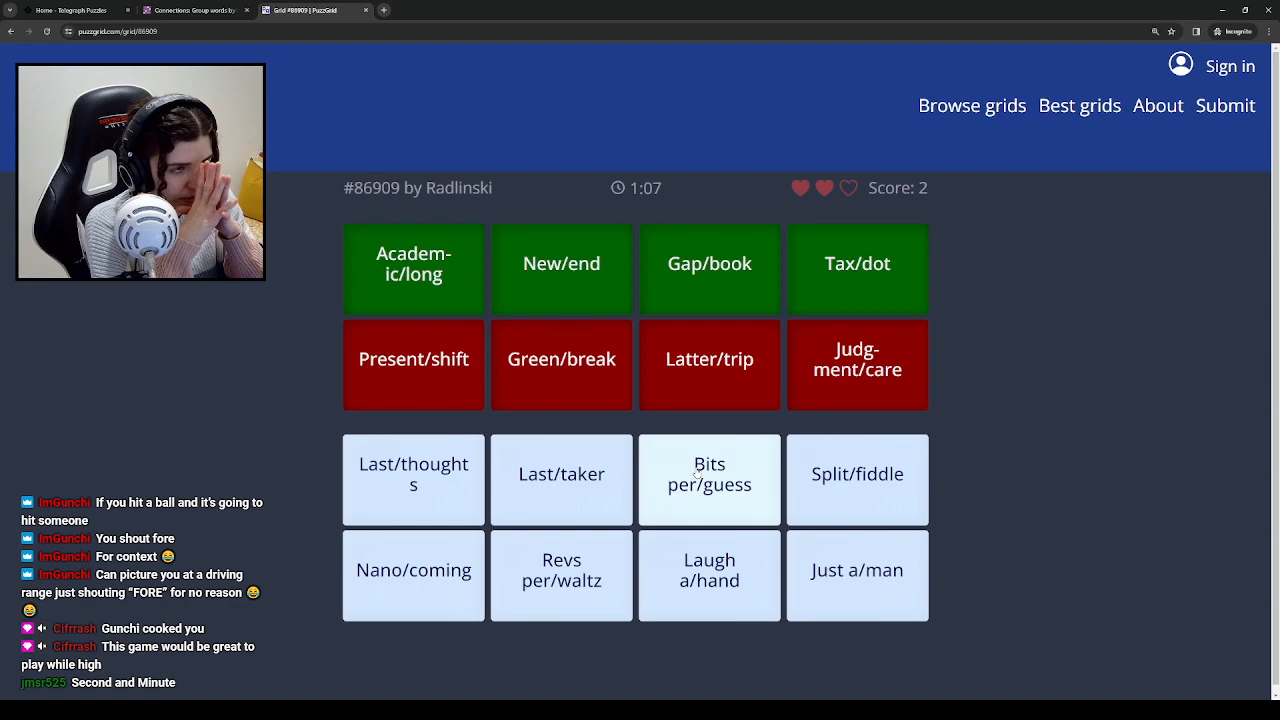 Home - Telegraph Puzzles
Connections: Group words by
Grid #86909 | PuzzGrid
puzzgrid.com/grid/86909
Incognito
Sign in
Browse grids Best grids About Submit
#86909 by Radlinski
1:07
Score: 2
Academ-
ic/long
New/end
Gap/book
Tax/dot
Present/shift
Green/break
Latter/trip
Judg-
ment/care
Last/thought
s
Last/taker
Bits
per/guess
Split/fiddle
Nano/coming
Revs
per/waltz
Laugh
a/hand
Just a/man
ImGunchi: If you hit a ball and it's going to
hit someone
ImGunchi: You shout fore
ImGunchi: For context
ImGunchi: Can picture you at a driving
range just shouting “FORE” for no reason
Cifrrash: Gunchi cooked you
Cifrrash: This game would be great to
play while high
jmsr525 Second and Minute